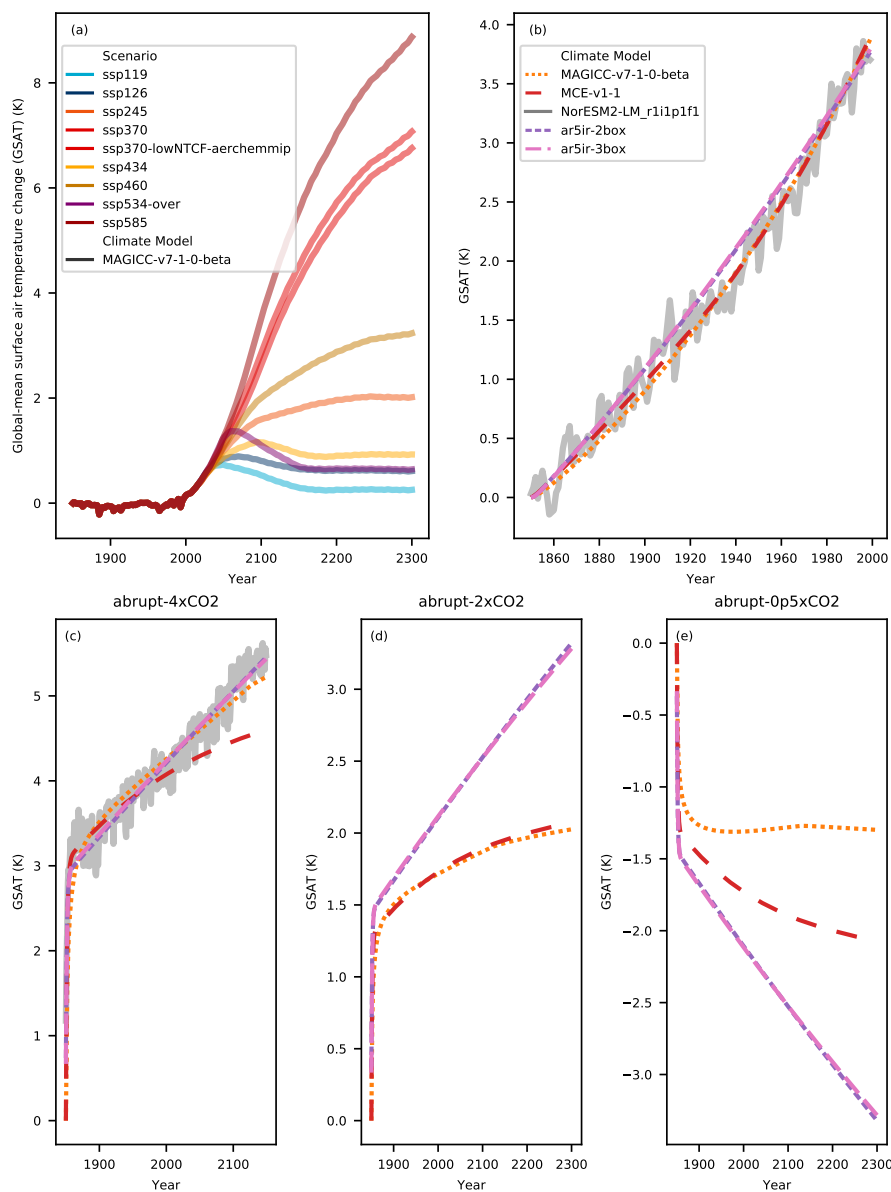 (a)
Scenario
ssp119
ssp126
ssp245
ssp370
ssp370-lowNTCF-aerchemmip
ssp434
ssp460
ssp534-over
ssp585
Climate Model
MAGICC-v7-1-0-beta
Global-mean surface air temperature change (GSAT) (K)
8
6
4
2
0
1900
2000
2100
2200
2300
Year
(b)
Climate Model
MAGICC-v7-1-0-beta
MCE-v1-1
NorESM2-LM_r1i1p1f1
ar5ir-2box
ar5ir-3box
GSAT (K)
4.0
3.5
3.0
2.5
2.0
1.5
1.0
0.5
0.0
1860
1880
1900
1920
1940
1960
1980
2000
Year
abrupt-4xCO2
(c)
GSAT (K)
5
4
3
2
1
0
1900
2000
2100
Year
abrupt-2xCO2
(d)
GSAT (K)
3.0
2.5
2.0
1.5
1.0
0.5
0.0
1900
2000
2100
2200
2300
Year
abrupt-0p5xCO2
(e)
GSAT (K)
0.0
−0.5
−1.0
−1.5
−2.0
−2.5
−3.0
1900
2000
2100
2200
2300
Year